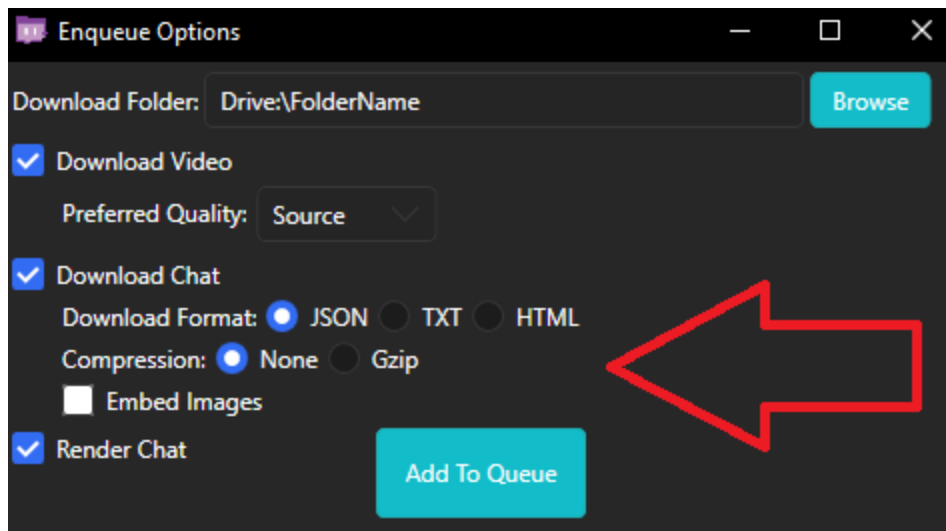 Enqueue Options
Download Folder: Drive:\FolderName Browse
Download Video
Preferred Quality: Source
Download Chat
Download Format: JSON TXT HTML
Compression: None Gzip
Embed Images
Render Chat
Add To Queue